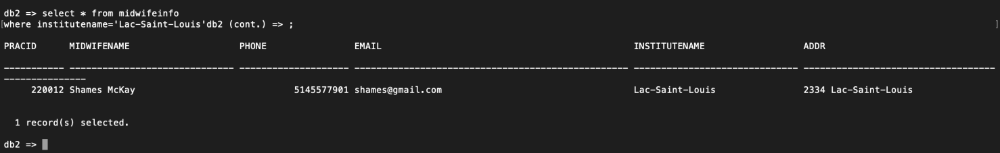 db2 => select * from midwifeinfo
[where institutename='Lac-Saint-Louis'db2 (cont.) => ; ]
PRACID MIDWIFENAME PHONE EMAIL INSTITUTENAME ADDR
----------- ------------------------------ -------------------- -------------------------------------------------- ------------------------------ -----------------------------------
---------------
220012 Shames McKay 5145577901 shames@gmail.com Lac-Saint-Louis 2334 Lac-Saint-Louis
1 record(s) selected.
db2 =>